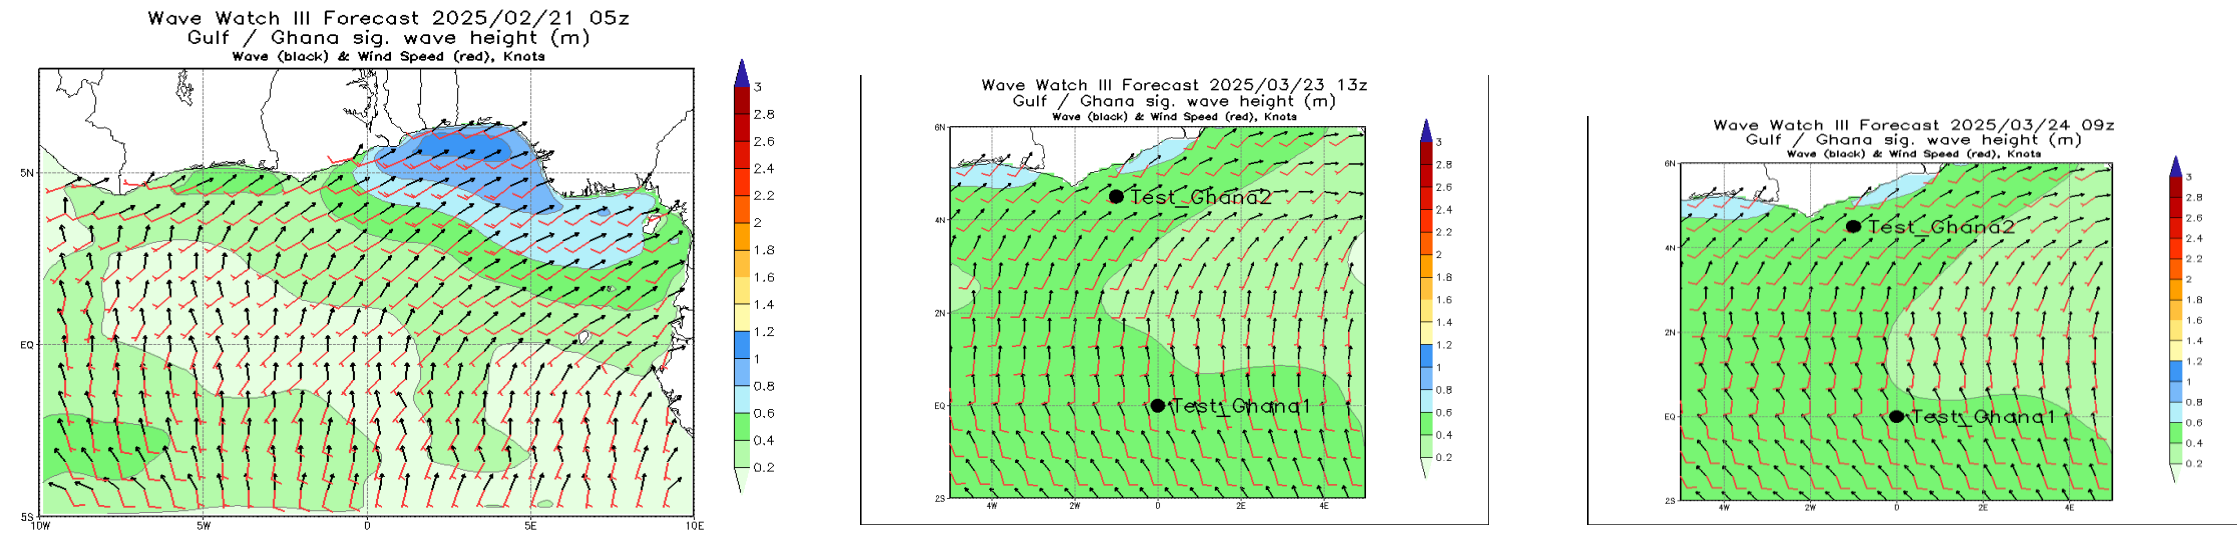 Wave Watch III Forecast 2025/02/21 05z
Gulf / Ghana sig. wave height (m)
Wave (black) & Wind Speed (red), Knots
5N
EQ
5S
10W
5W
0
5E
10E
3
2.8
2.6
2.4
2.2
2
1.8
1.6
1.4
1.2
1
0.8
0.6
0.4
0.2
Wave Watch III Forecast 2025/03/23 13z
Gulf / Ghana sig. wave height (m)
Wave (black) & Wind Speed (red), Knots
6N
4N
2N
EQ
2S
4W
2W
0
2E
4E
Test_Ghana2
Test_Ghana1
3
2.8
2.6
2.4
2.2
2
1.8
1.6
1.4
1.2
1
0.8
0.6
0.4
0.2
Wave Watch III Forecast 2025/03/24 09z
Gulf / Ghana sig. wave height (m)
Wave (black) & Wind Speed (red), Knots
6N
4N
2N
EQ
2S
4W
2W
0
2E
4E
Test_Ghana2
Test_Ghana1
3
2.8
2.6
2.4
2.2
2
1.8
1.6
1.4
1.2
1
0.8
0.6
0.4
0.2